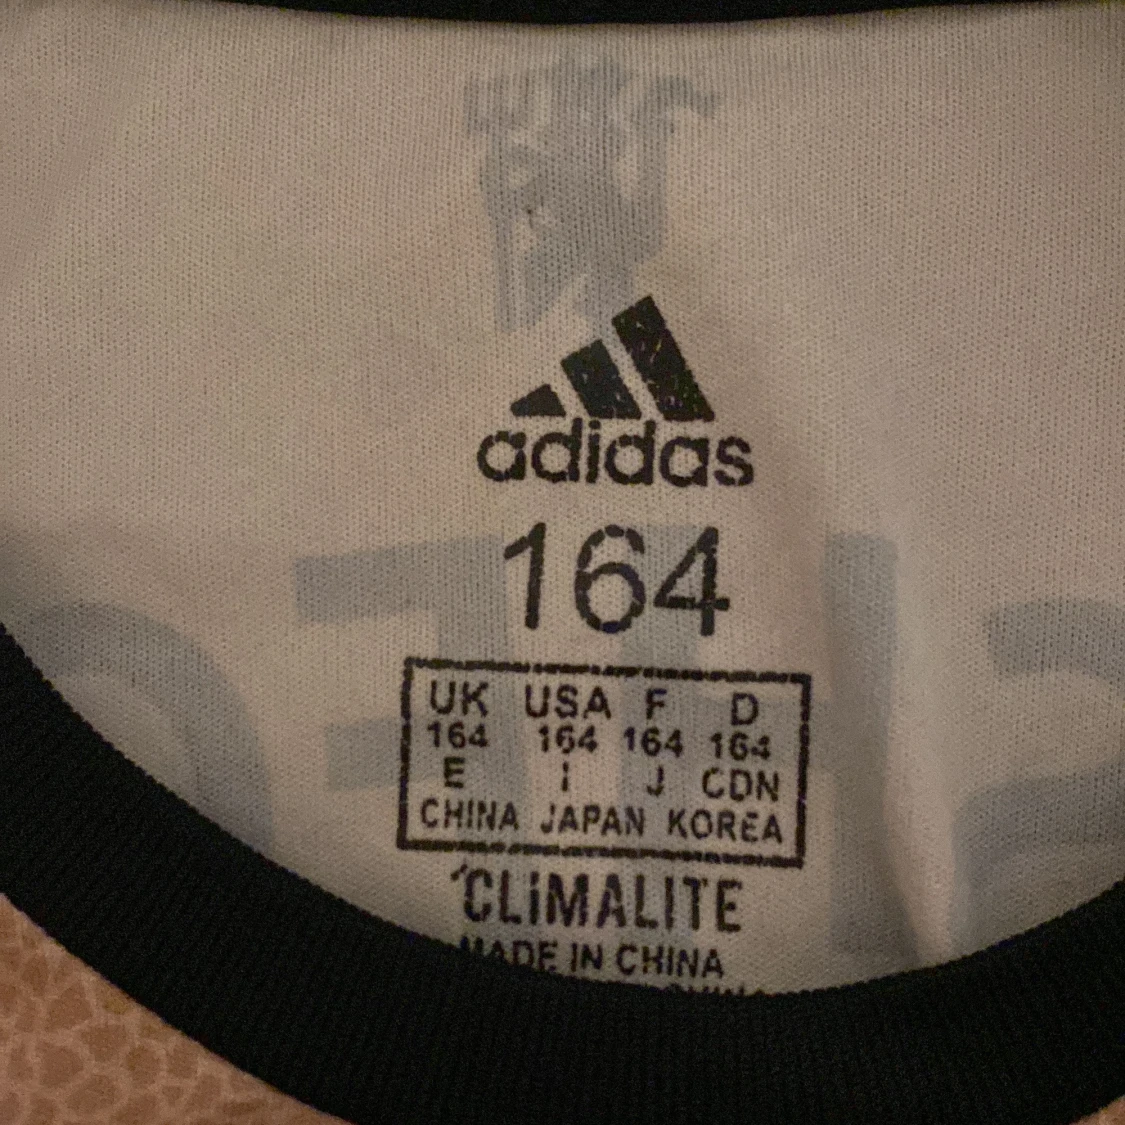 adidas
164
UK USA F D
164 164 164 164
E I J CDN
CHINA JAPAN KOREA
CLiMALITE
MADE IN CHINA